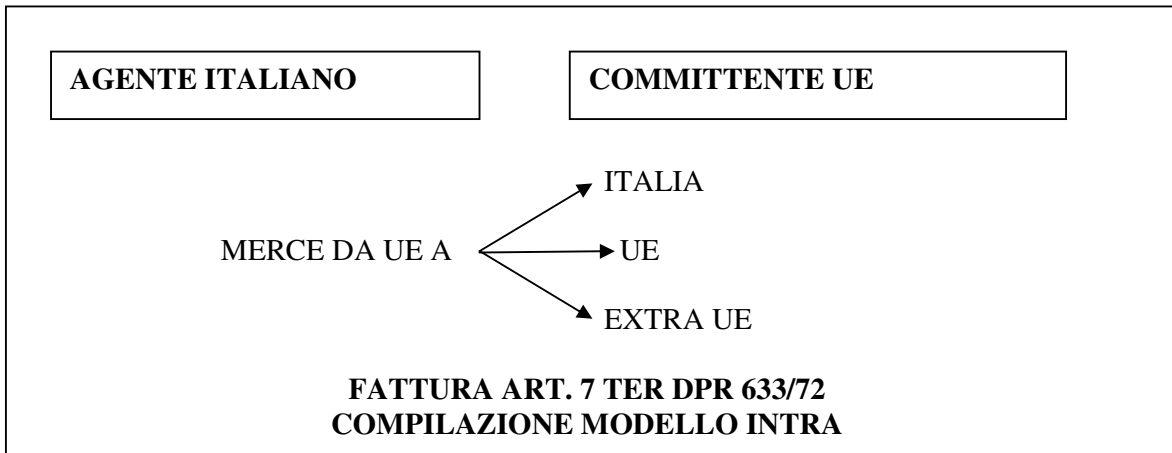 AGENTE ITALIANO
COMMITTENTE UE
ITALIA
MERCE DA UE A
UE
EXTRA UE
FATTURA ART. 7 TER DPR 633/72
COMPILAZIONE MODELLO INTRA